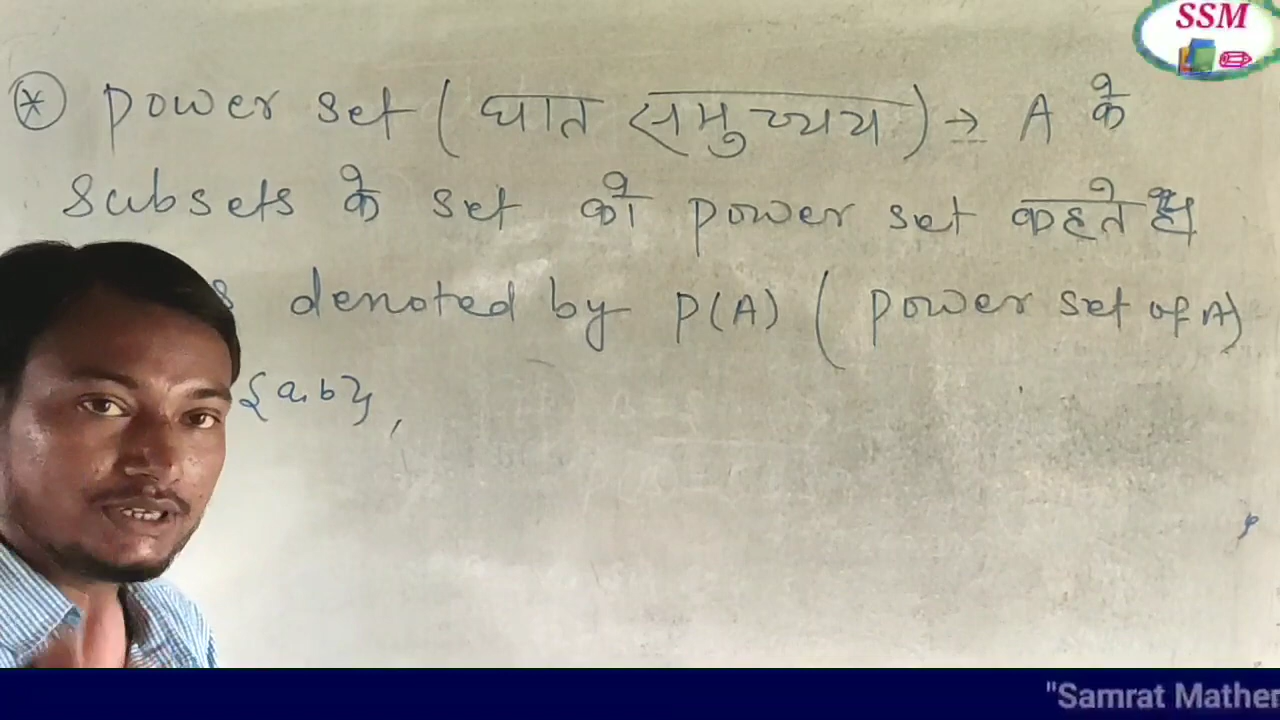 SSM
* power set ( घात समुच्चय ) → A के
subsets के set को power set कहते हैं।
denoted by P(A) ( power set of A)
{a,b},
"Samrat Mather